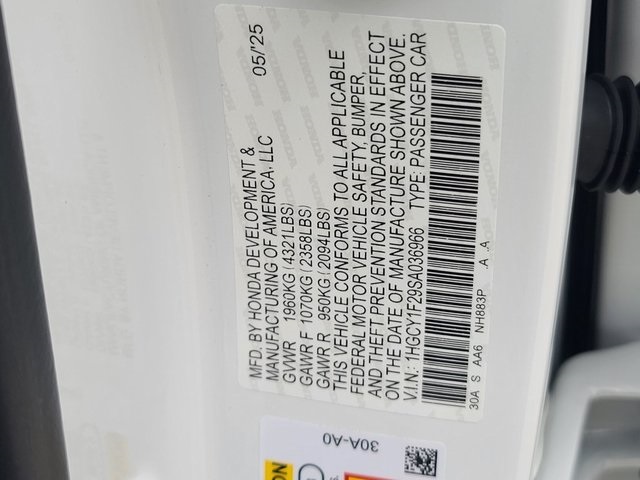 MFD. BY HONDA DEVELOPMENT & 05/'25
MANUFACTURING OF AMERICA, LLC
GVWR 1960KG (4321LBS)
GAWR F 1070KG (2358LBS)
GAWR R 950KG (2094LBS)
THIS VEHICLE CONFORMS TO ALL APPLICABLE
FEDERAL MOTOR VEHICLE SAFETY, BUMPER,
AND THEFT PREVENTION STANDARDS IN EFFECT
ON THE DATE OF MANUFACTURE SHOWN ABOVE.
V.I.N: 1HGCY1F29SA036966 TYPE: PASSENGER CAR
30A S AA6 NH883P .A .A
30A-A0